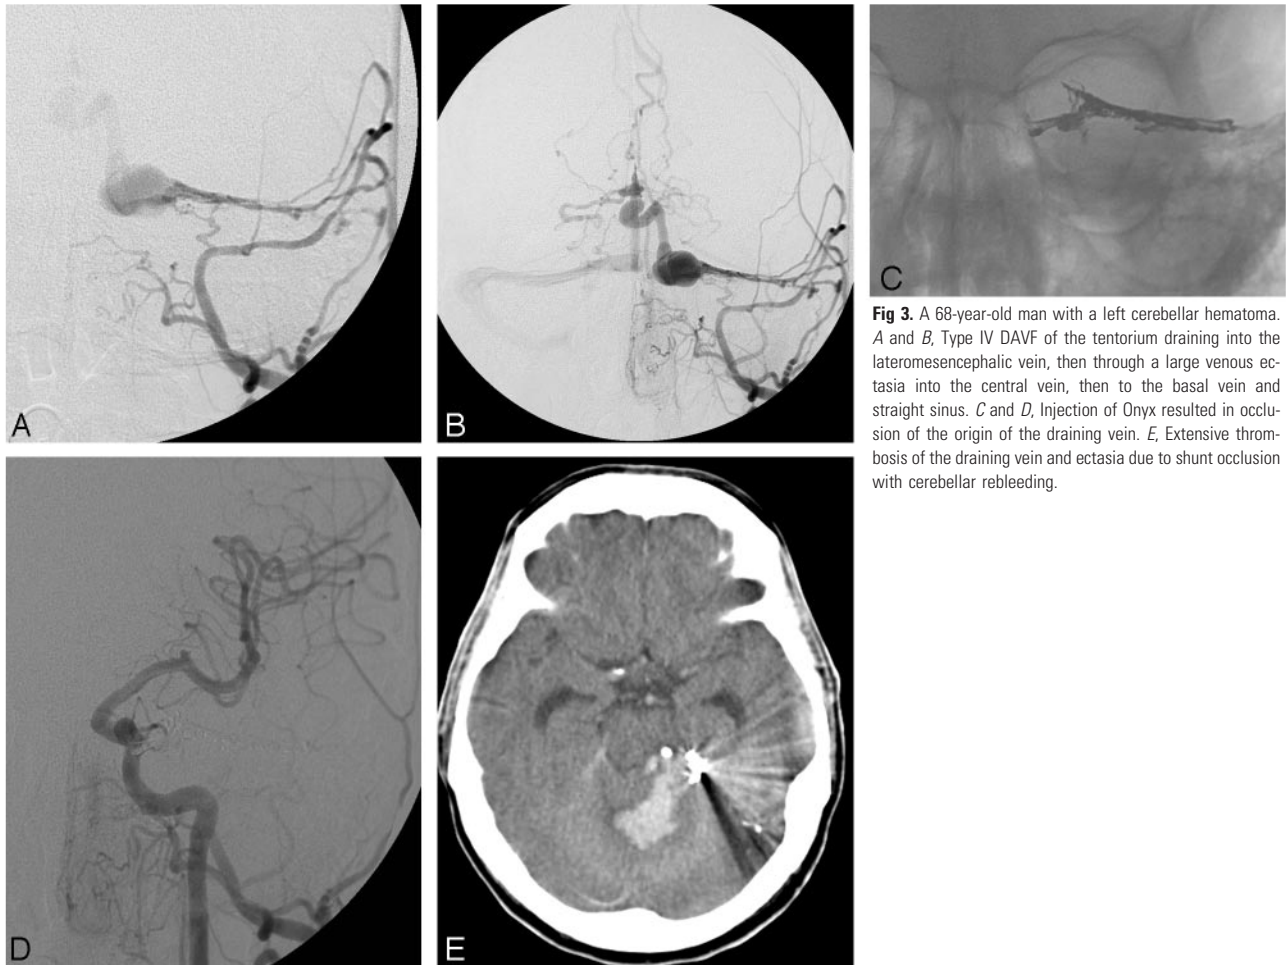 A
B
C
Fig 3. A 68-year-old man with a left cerebellar hematoma.
A and B, Type IV DAVF of the tentorium draining into the
lateromesencephalic vein, then through a large venous ec-
tasia into the central vein, then to the basal vein and
straight sinus. C and D, Injection of Onyx resulted in occlu-
sion of the origin of the draining vein. E, Extensive throm-
bosis of the draining vein and ectasia due to shunt occlusion
with cerebellar rebleeding.
D
E